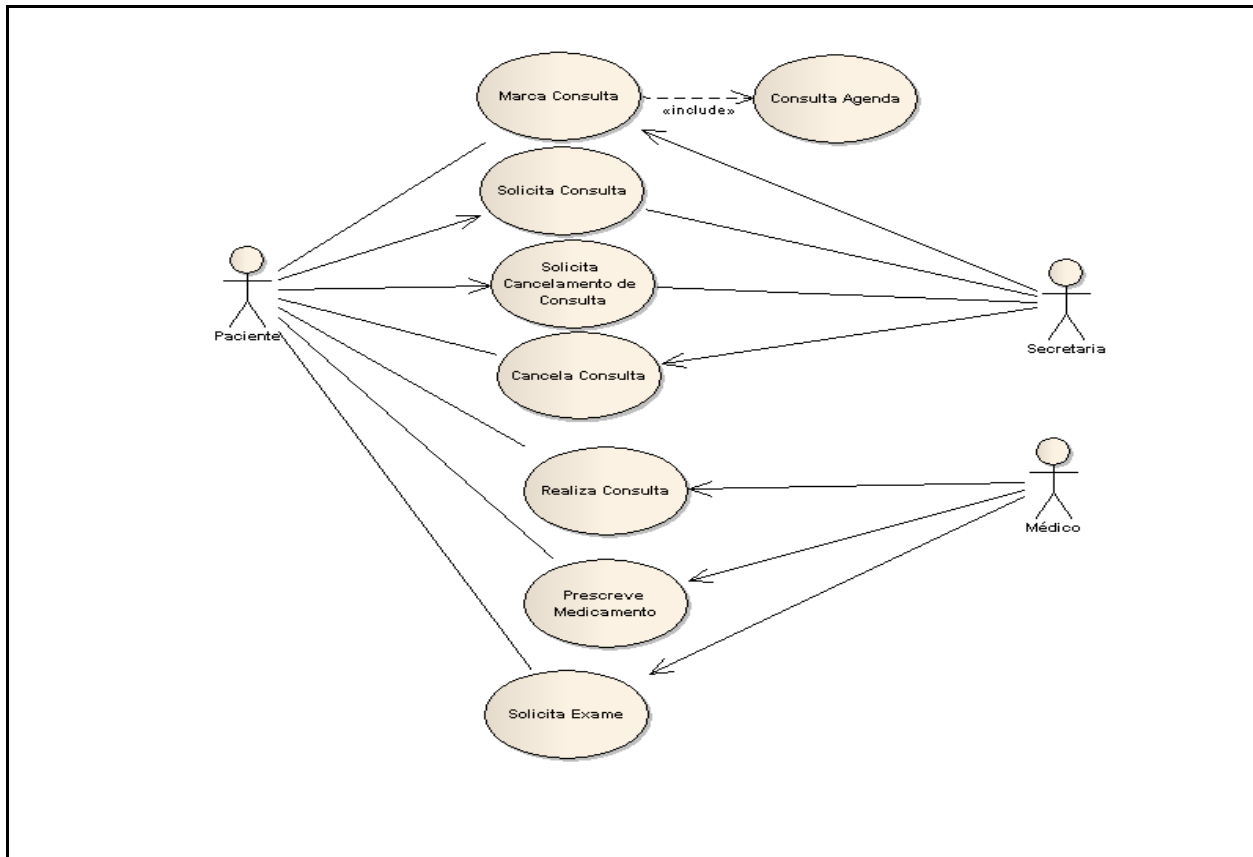 Marca Consulta
«include»
Consulta Agenda
Solicita Consulta
Solicita
Cancelamento de
Consulta
Paciente
Secretaria
Cancela Consulta
Realiza Consulta
Médico
Prescreve
Medicamento
Solicita Exame